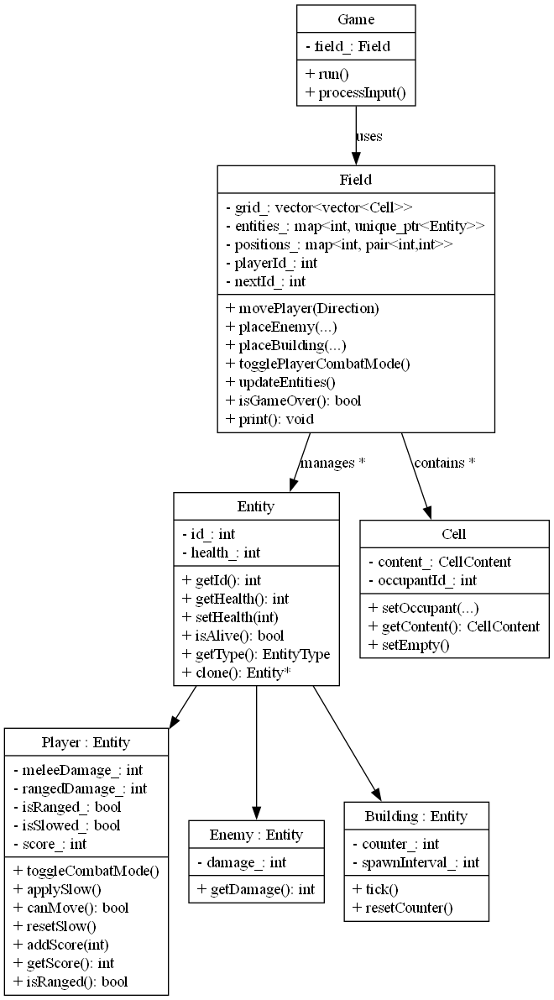 Game
- field_: Field
+ run()
+ processInput()
uses
Field
- grid_: vector<vector<Cell>>
- entities_: map<int, unique_ptr<Entity>>
- positions_: map<int, pair<int,int>>
- playerId_: int
- nextId_: int
+ movePlayer(Direction)
+ placeEnemy(...)
+ placeBuilding(...)
+ togglePlayerCombatMode()
+ updateEntities()
+ isGameOver(): bool
+ print(): void
manages *
contains *
Entity
- id_: int
- health_: int
+ getId(): int
+ getHealth(): int
+ setHealth(int)
+ isAlive(): bool
+ getType(): EntityType
+ clone(): Entity*
Cell
- content_: CellContent
- occupantId_: int
+ setOccupant(...)
+ getContent(): CellContent
+ setEmpty()
Player : Entity
- meleeDamage_: int
- rangedDamage_: int
- isRanged_: bool
- isSlowed_: bool
- score_: int
+ toggleCombatMode()
+ applySlow()
+ canMove(): bool
+ resetSlow()
+ addScore(int)
+ getScore(): int
+ isRanged(): bool
Enemy : Entity
- damage_: int
+ getDamage(): int
Building : Entity
- counter_: int
- spawnInterval_: int
+ tick()
+ resetCounter()